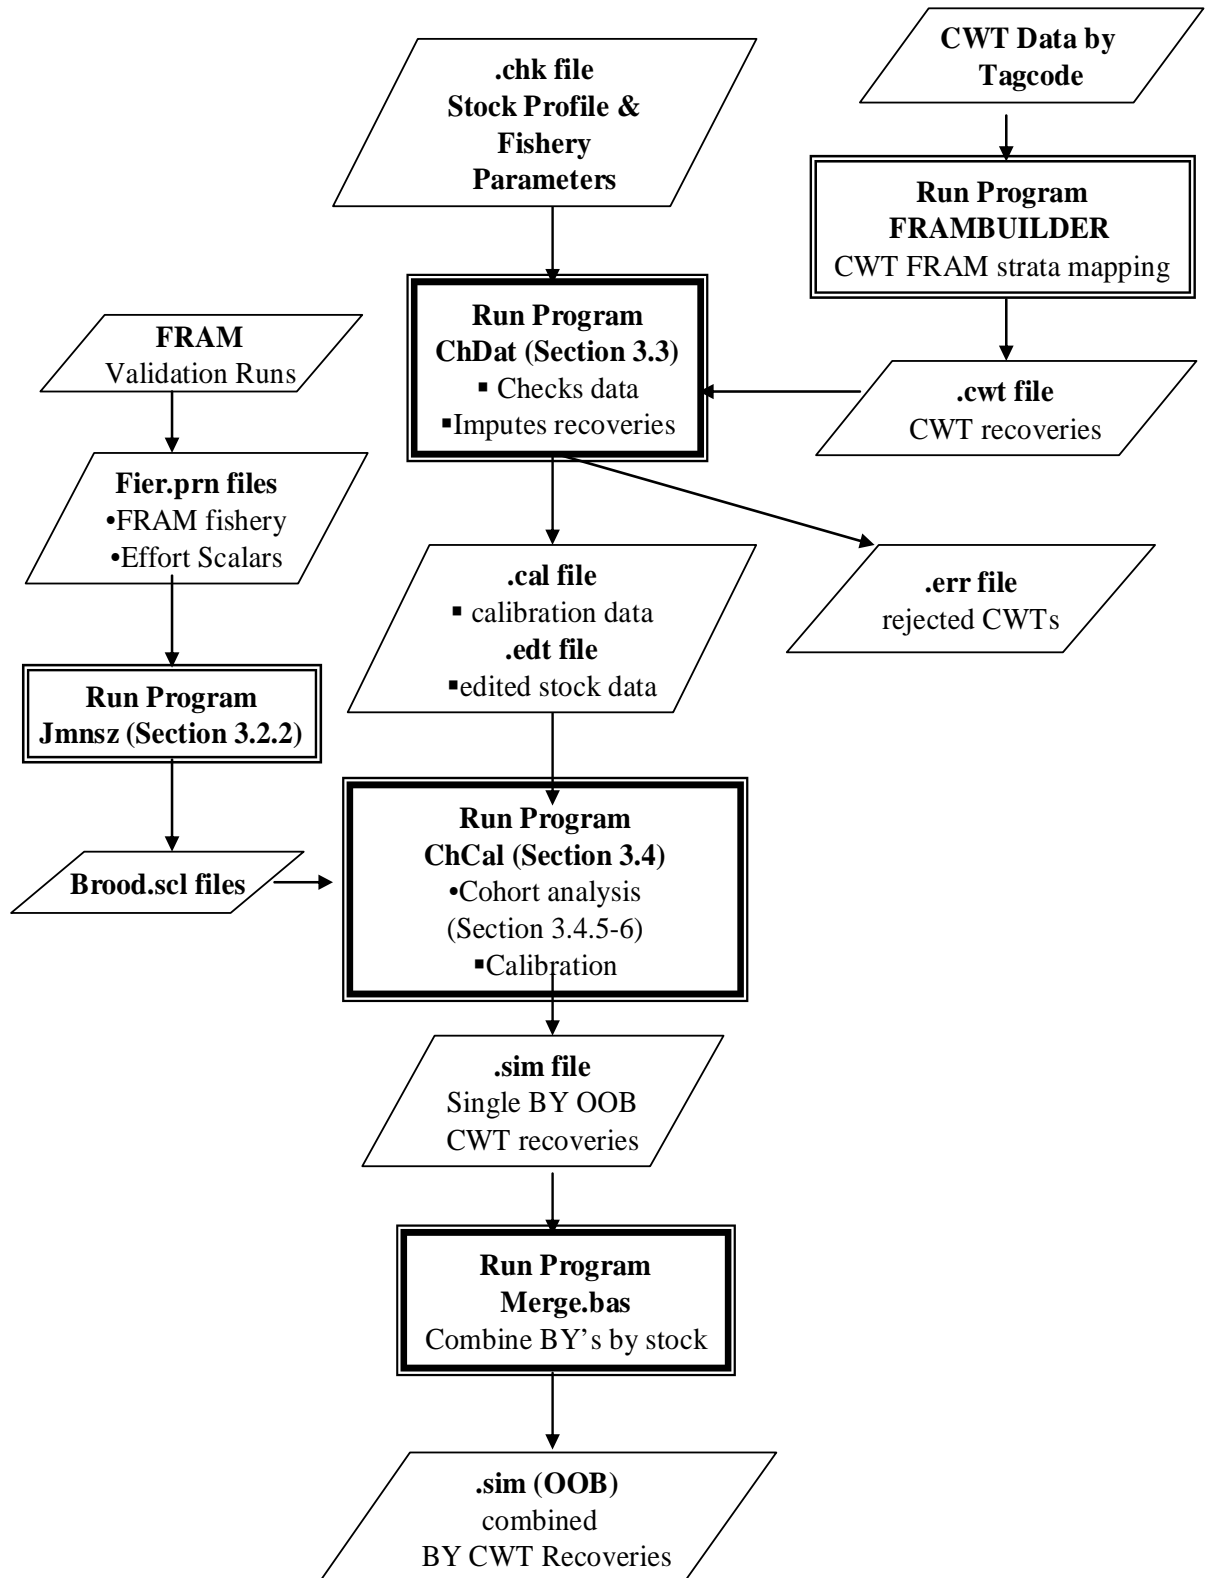 CWT Data by
Tagcode
.chk file
Stock Profile &
Fishery
Parameters
Run Program
FRAMBUILDER
CWT FRAM strata mapping
Run Program
ChDat (Section 3.3)
▪ Checks data
▪Imputes recoveries
FRAM
Validation Runs
.cwt file
CWT recoveries
Fier.prn files
•FRAM fishery
•Effort Scalars
.cal file
▪ calibration data
.edt file
▪edited stock data
.err file
rejected CWTs
Run Program
Jmnsz (Section 3.2.2)
Run Program
ChCal (Section 3.4)
•Cohort analysis
(Section 3.4.5-6)
▪Calibration
Brood.scl files
.sim file
Single BY OOB
CWT recoveries
Run Program
Merge.bas
Combine BY’s by stock
.sim (OOB)
combined
BY CWT Recoveries